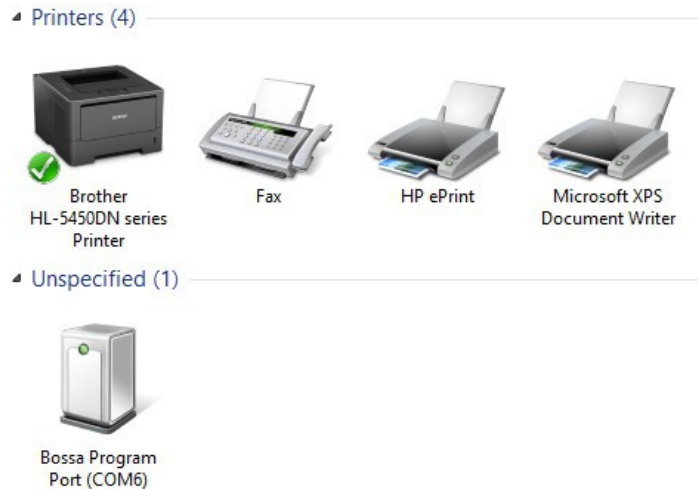 Printers (4)
brother
Brother
HL-5450DN series
Printer
Fax
HP ePrint
Microsoft XPS
Document Writer
Unspecified (1)
Bossa Program
Port (COM6)